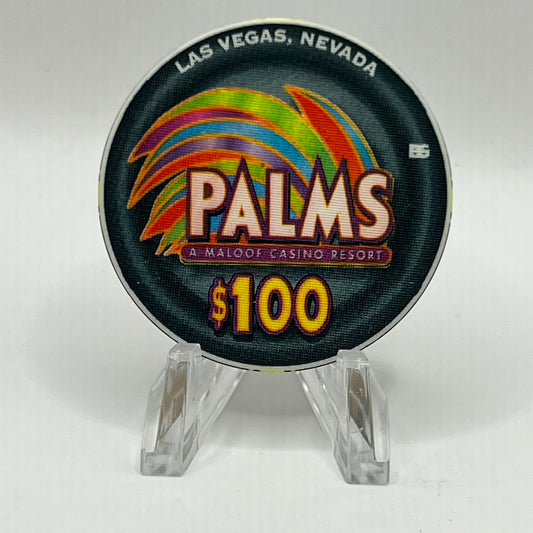 LAS VEGAS, NEVADA
PALMS
A MALOOF CASINO RESORT
$100